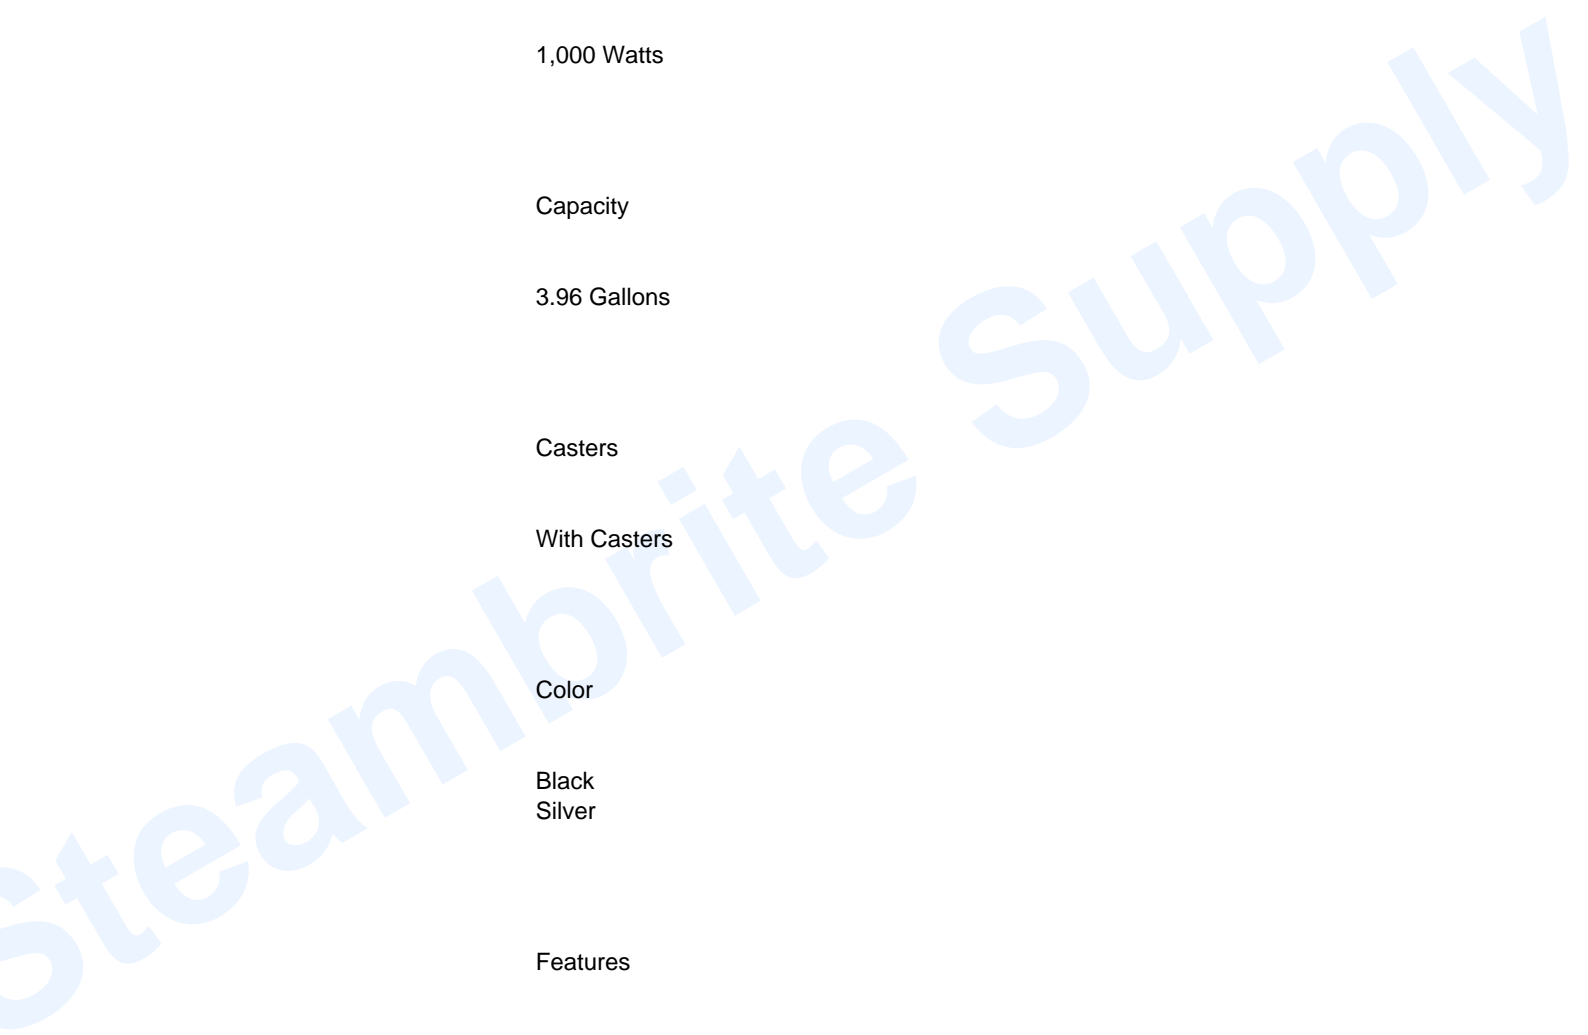 1,000 Watts
Capacity
3.96 Gallons
Casters
With Casters
Color
Black
Silver
Features
Steambrite Supply